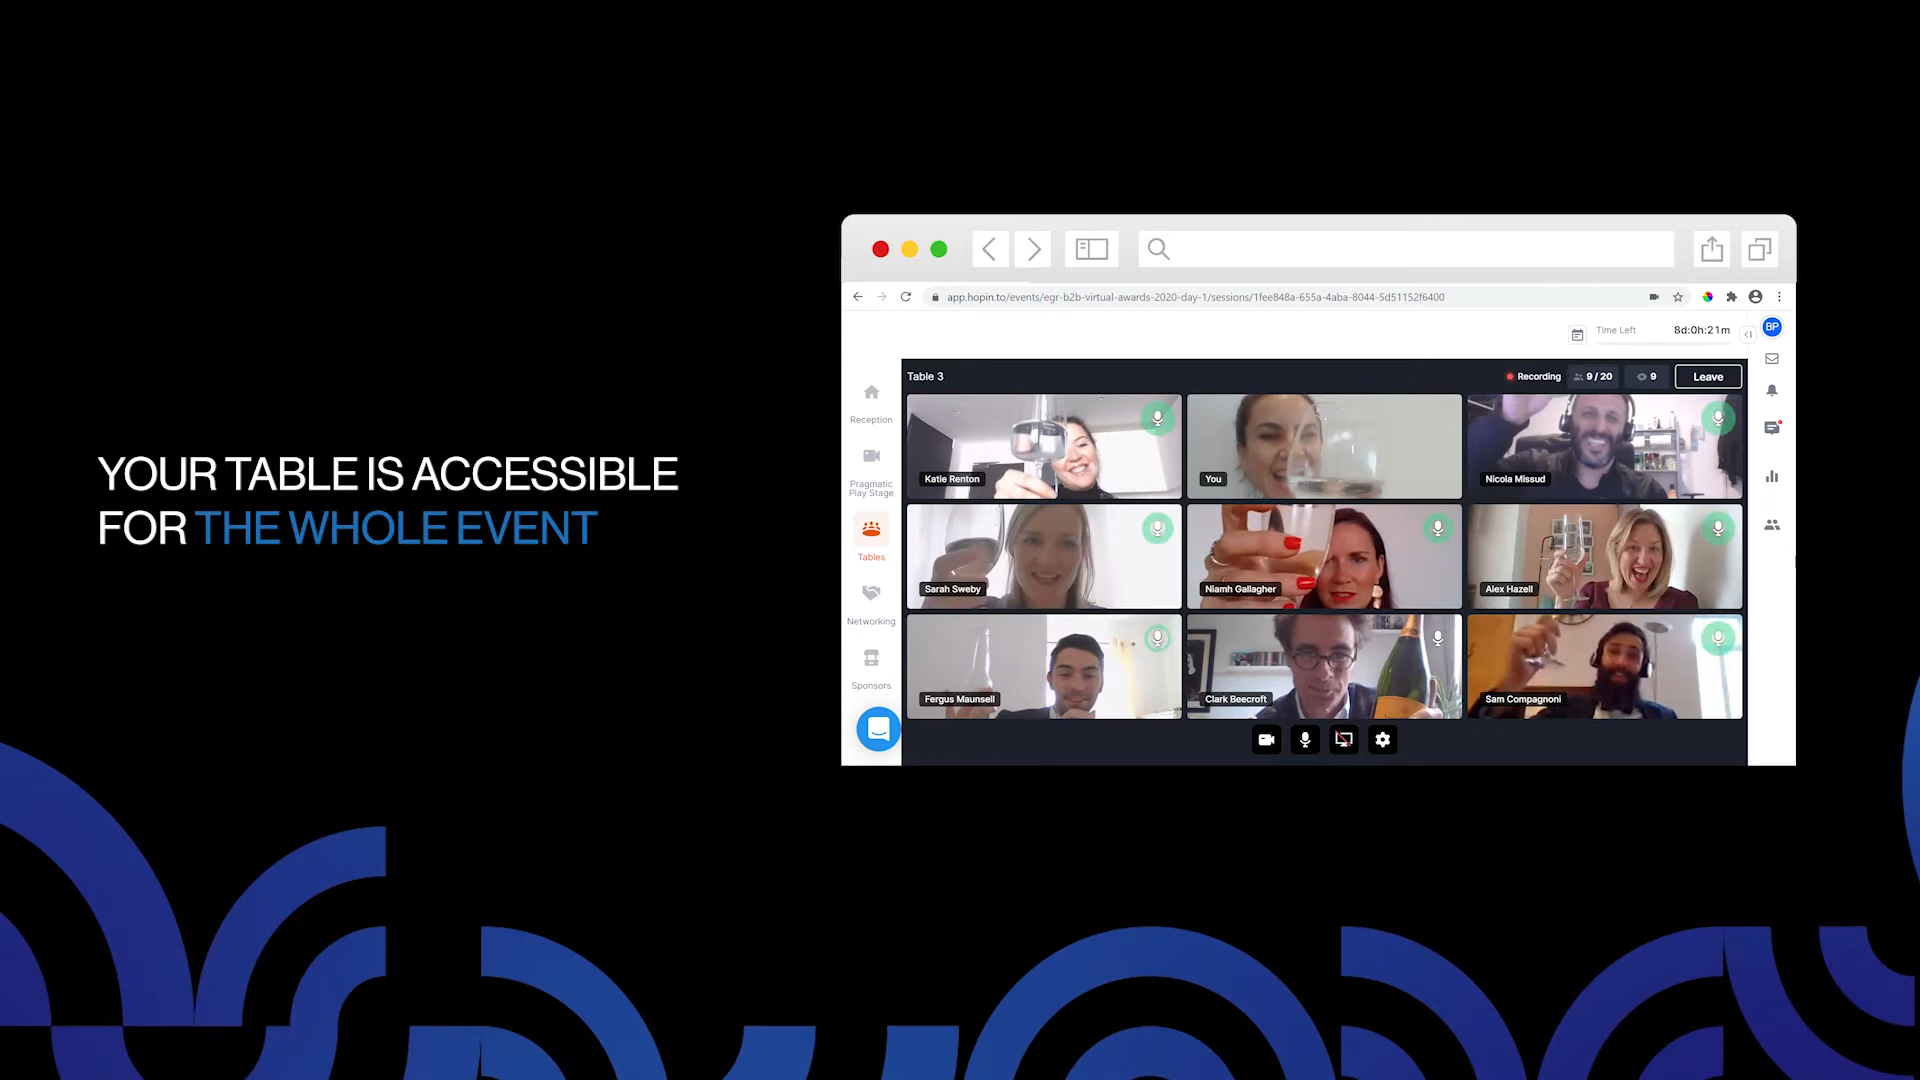 YOUR TABLE IS ACCESSIBLE
FOR THE WHOLE EVENT
app.hopin.to/events/egr-b2b-virtual-awards-2020-day-1/sessions/1fee848a-655a-4aba-8044-5d51152f6400
Time Left 8d:0h:21m
BP
Table 3
Recording 9 / 20 9 Leave
Reception
Pragmatic
Play Stage
Tables
Networking
Sponsors
Katie Renton
You
Nicola Missud
Sarah Sweby
Niamh Gallagher
Alex Hazell
Fergus Maunsell
Clark Beecroft
Sam Compagnoni